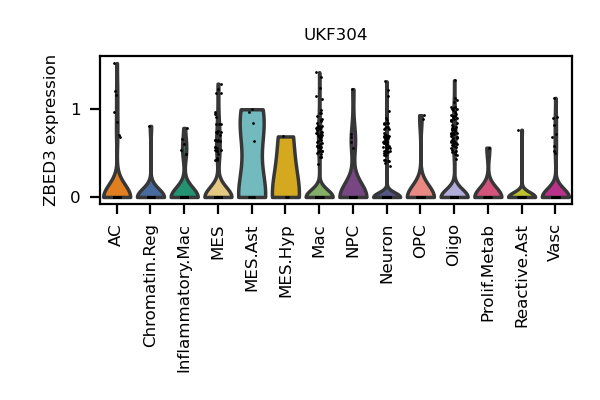 UKF304
ZBED3 expression
1
0
AC
Chromatin.Reg
Inflammatory.Mac
MES
MES.Ast
MES.Hyp
Mac
NPC
Neuron
OPC
Oligo
Prolif.Metab
Reactive.Ast
Vasc